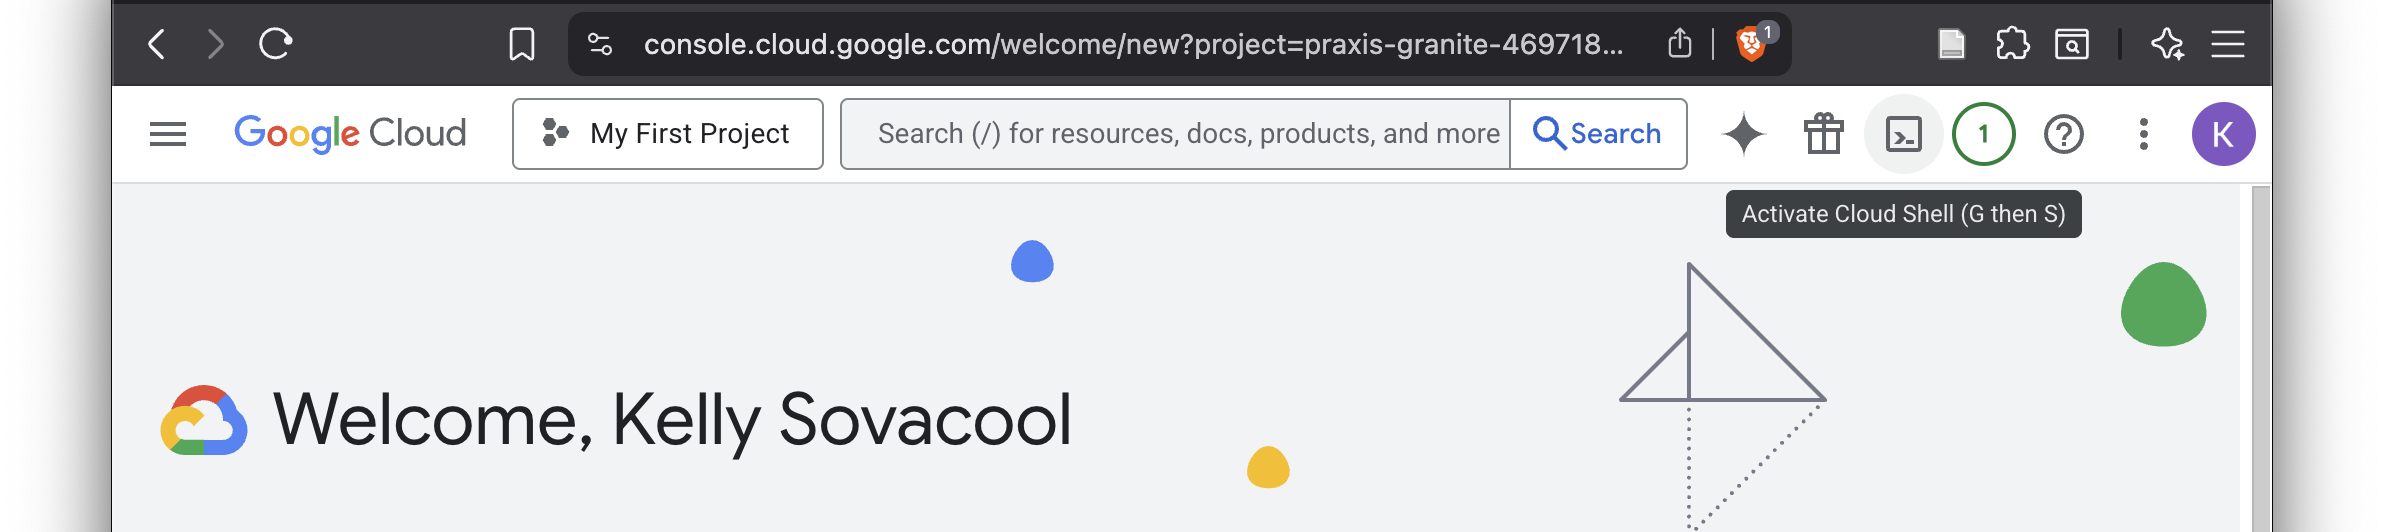 console.cloud.google.com/welcome/new?project=praxis-granite-469718...
1
Google Cloud
My First Project
Search (/) for resources, docs, products, and more
Search
1
?
K
Activate Cloud Shell (G then S)
Welcome, Kelly Sovacool